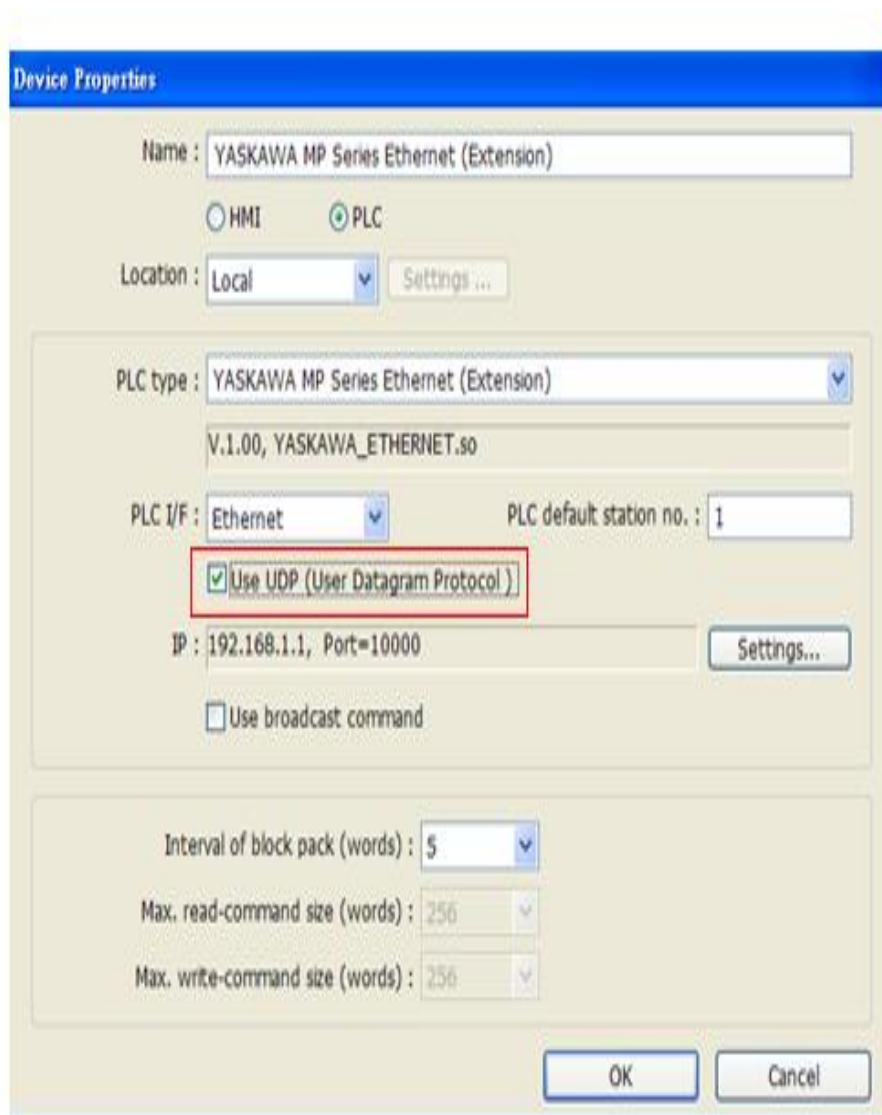 Device Properties
Name : YASKAWA MP Series Ethernet (Extension)
HMI PLC
Location : Local Settings ...
PLC type : YASKAWA MP Series Ethernet (Extension)
V.1.00, YASKAWA_ETHERNET.so
PLC I/F : Ethernet PLC default station no. : 1
Use UDP (User Datagram Protocol )
IP : 192.168.1.1, Port=10000 Settings...
Use broadcast command
Interval of block pack (words) : 5
Max. read-command size (words) : 256
Max. write-command size (words) : 256
OK Cancel